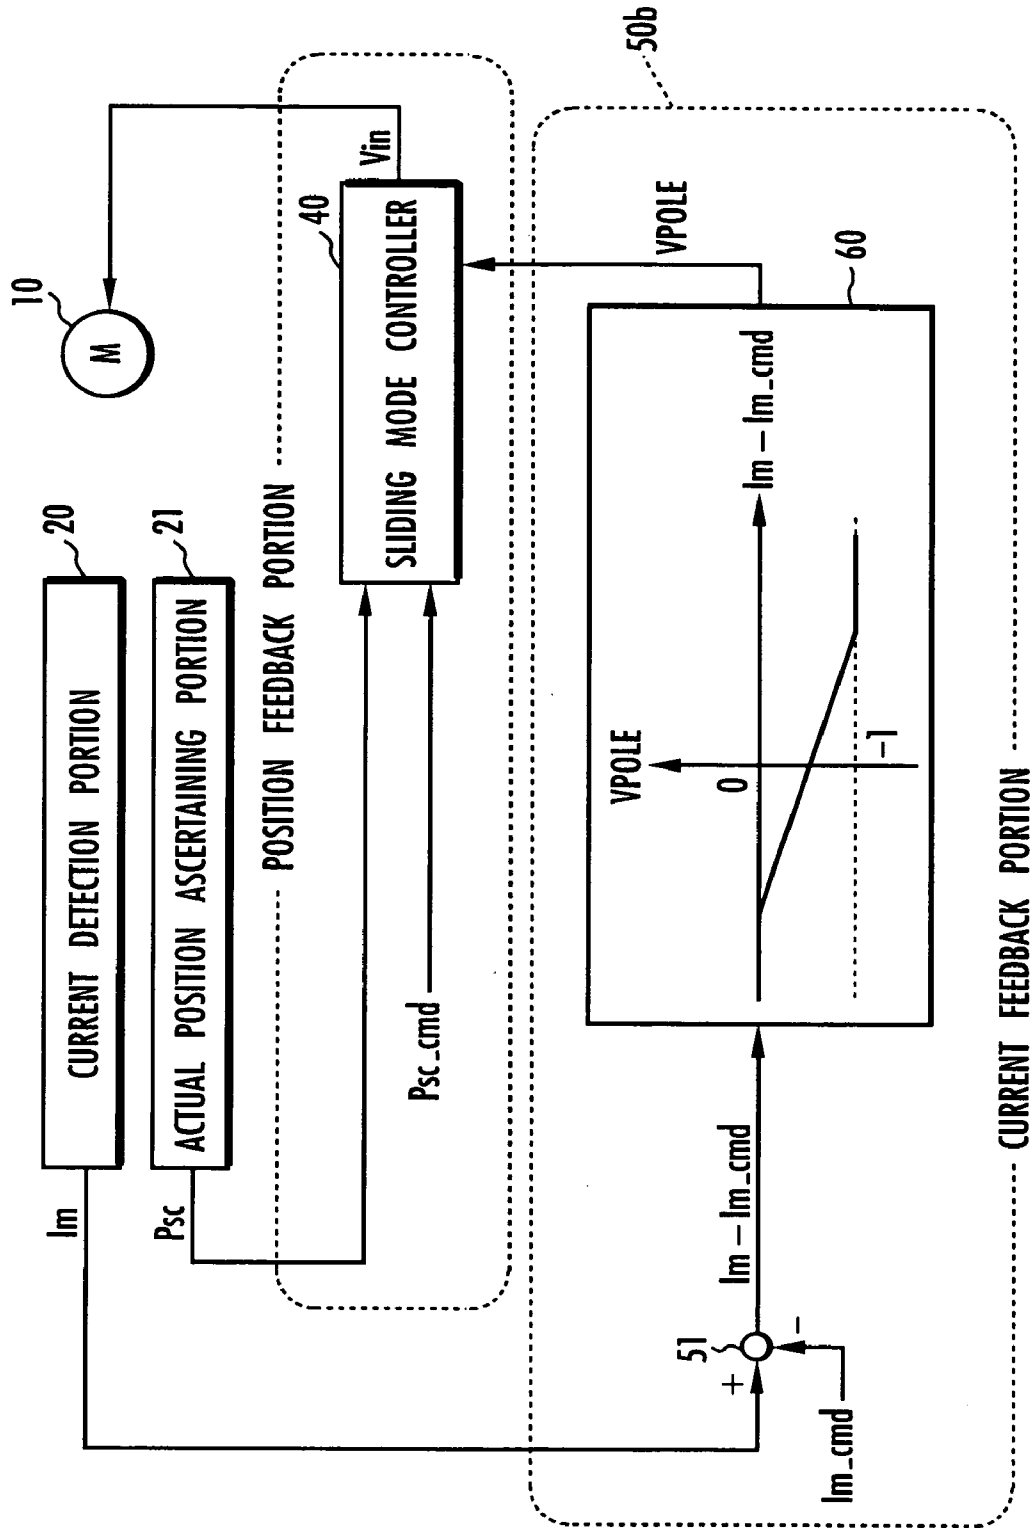 10
M
20
CURRENT DETECTION PORTION
Im
21
ACTUAL POSITION ASCERTAINING PORTION
Psc
POSITION FEEDBACK PORTION
40
SLIDING MODE CONTROLLER
Vin
Psc_cmd
50b
VPOLE
60
VPOLE
0
-1
Im - Im_cmd
Im - Im_cmd
51
+
-
Im_cmd
CURRENT FEEDBACK PORTION